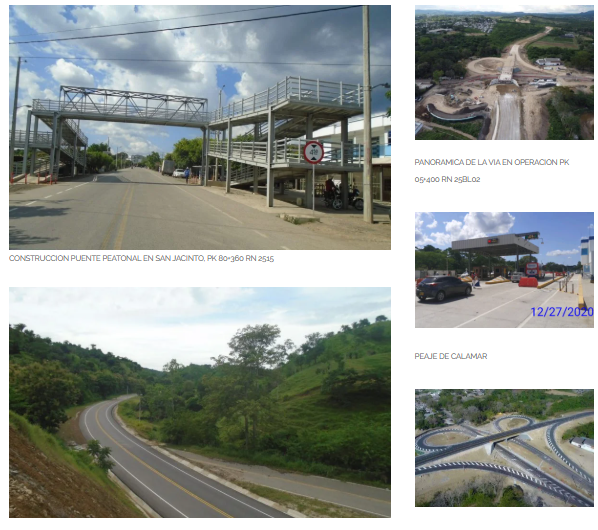 CONSTRUCCION PUENTE PEATONAL EN SAN JACINTO, PK 80+360 RN 2515
PANORAMICA DE LA VIA EN OPERACION PK
05+400 RN 25BL02
12/27/2020
PEAJE DE CALAMAR